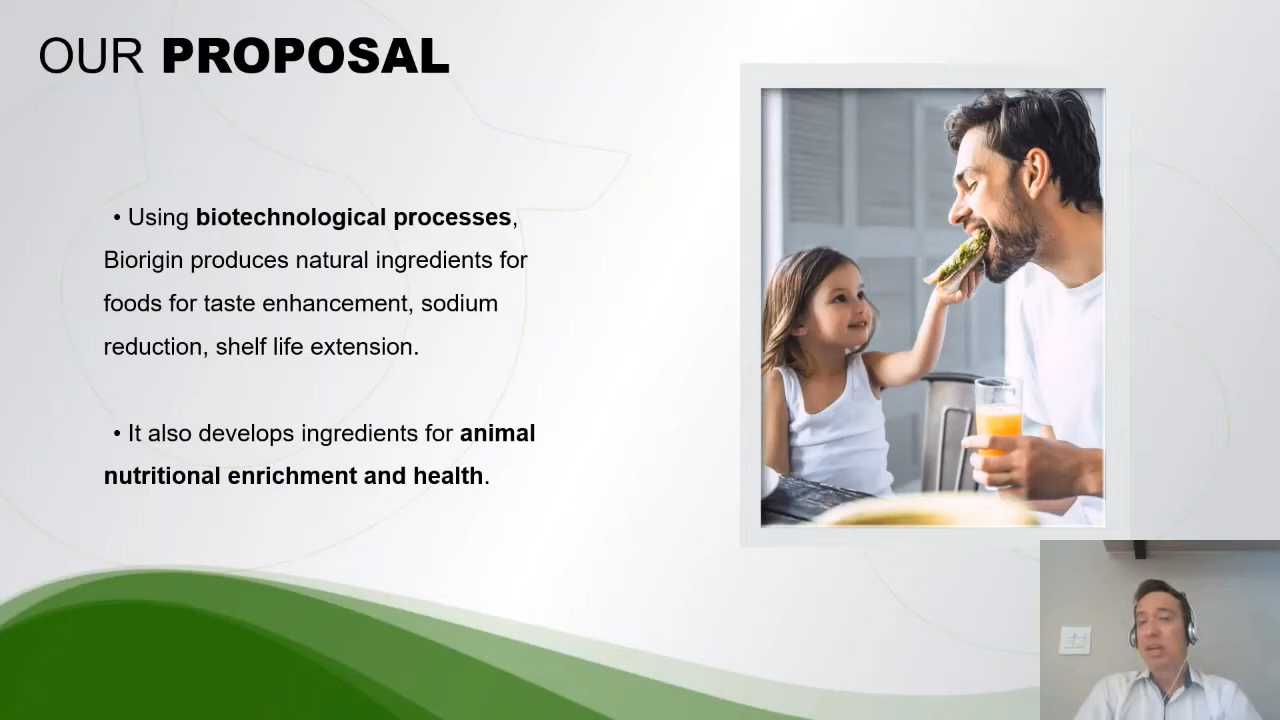 OUR PROPOSAL
• Using biotechnological processes,
Biorigin produces natural ingredients for
foods for taste enhancement, sodium
reduction, shelf life extension.
• It also develops ingredients for animal
nutritional enrichment and health.